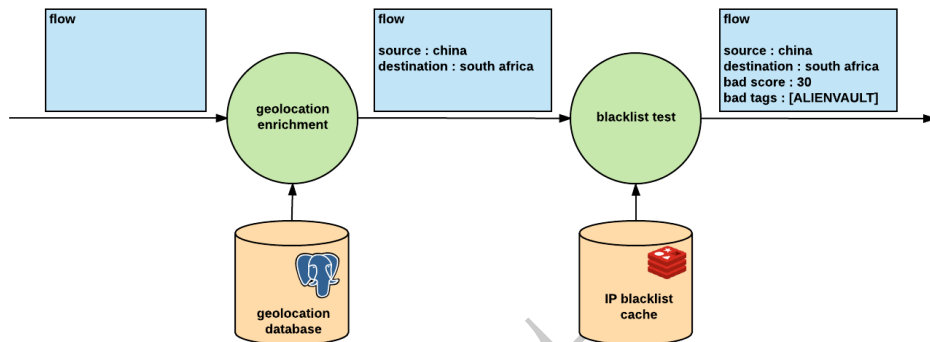 flow
geolocation
enrichment
geolocation
database
flow
source : china
destination : south africa
blacklist test
IP blacklist
cache
flow
source : china
destination : south africa
bad score : 30
bad tags : [ALIENVAULT]